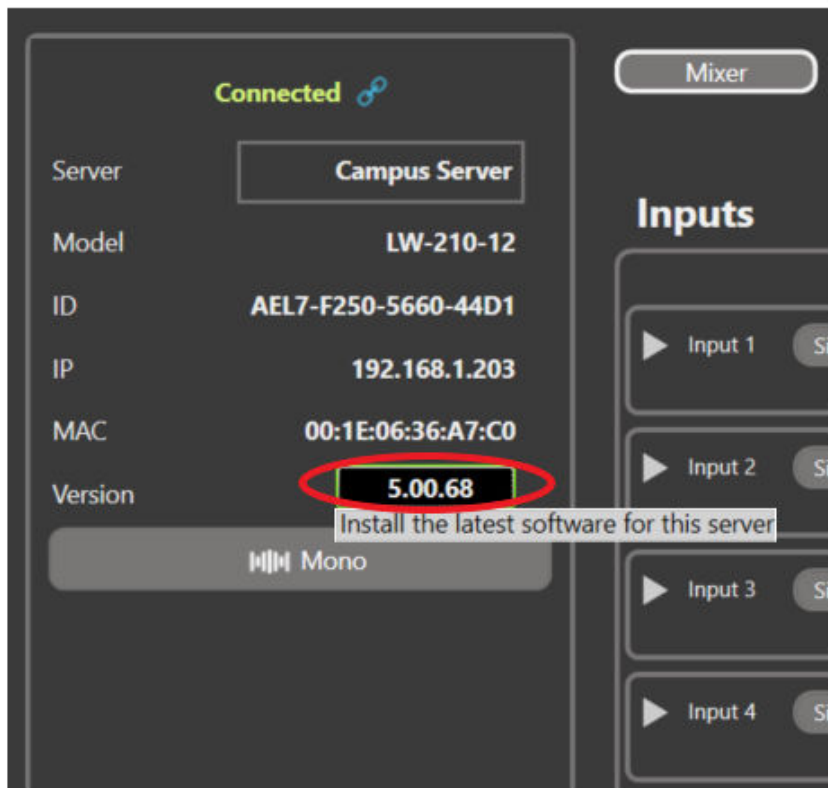 Connected
Server Campus Server
Model LW-210-12
ID AEL7-F250-5660-44D1
IP 192.168.1.203
MAC 00:1E:06:36:A7:C0
Version 5.00.68
Install the latest software for this server
Mono
Mixer
Inputs
Input 1
Input 2
Input 3
Input 4